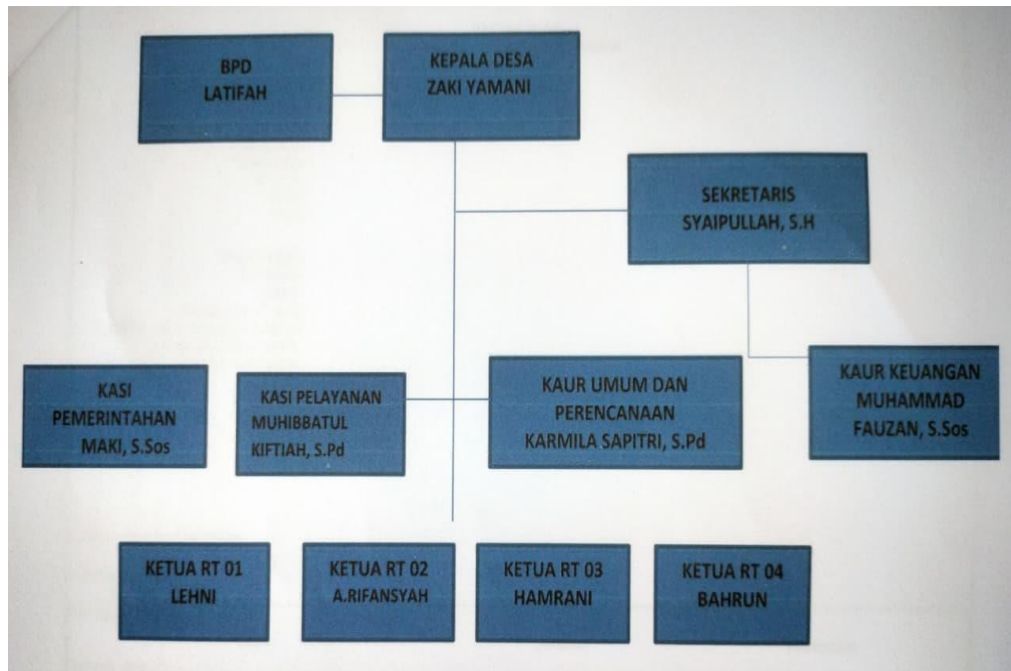 BPD
LATIFAH
KEPALA DESA
ZAKI YAMANI
SEKRETARIS
SYAIPULLAH, S.H
KASI
PEMERINTAHAN
MAKI, S.Sos
KASI PELAYANAN
MUHIBBATUL
KIFTIAH, S.Pd
KAUR UMUM DAN
PERENCANAAN
KARMILA SAPITRI, S.Pd
KAUR KEUANGAN
MUHAMMAD
FAUZAN, S.Sos
KETUA RT 01
LEHNI
KETUA RT 02
A.RIFANSYAH
KETUA RT 03
HAMRANI
KETUA RT 04
BAHRUN